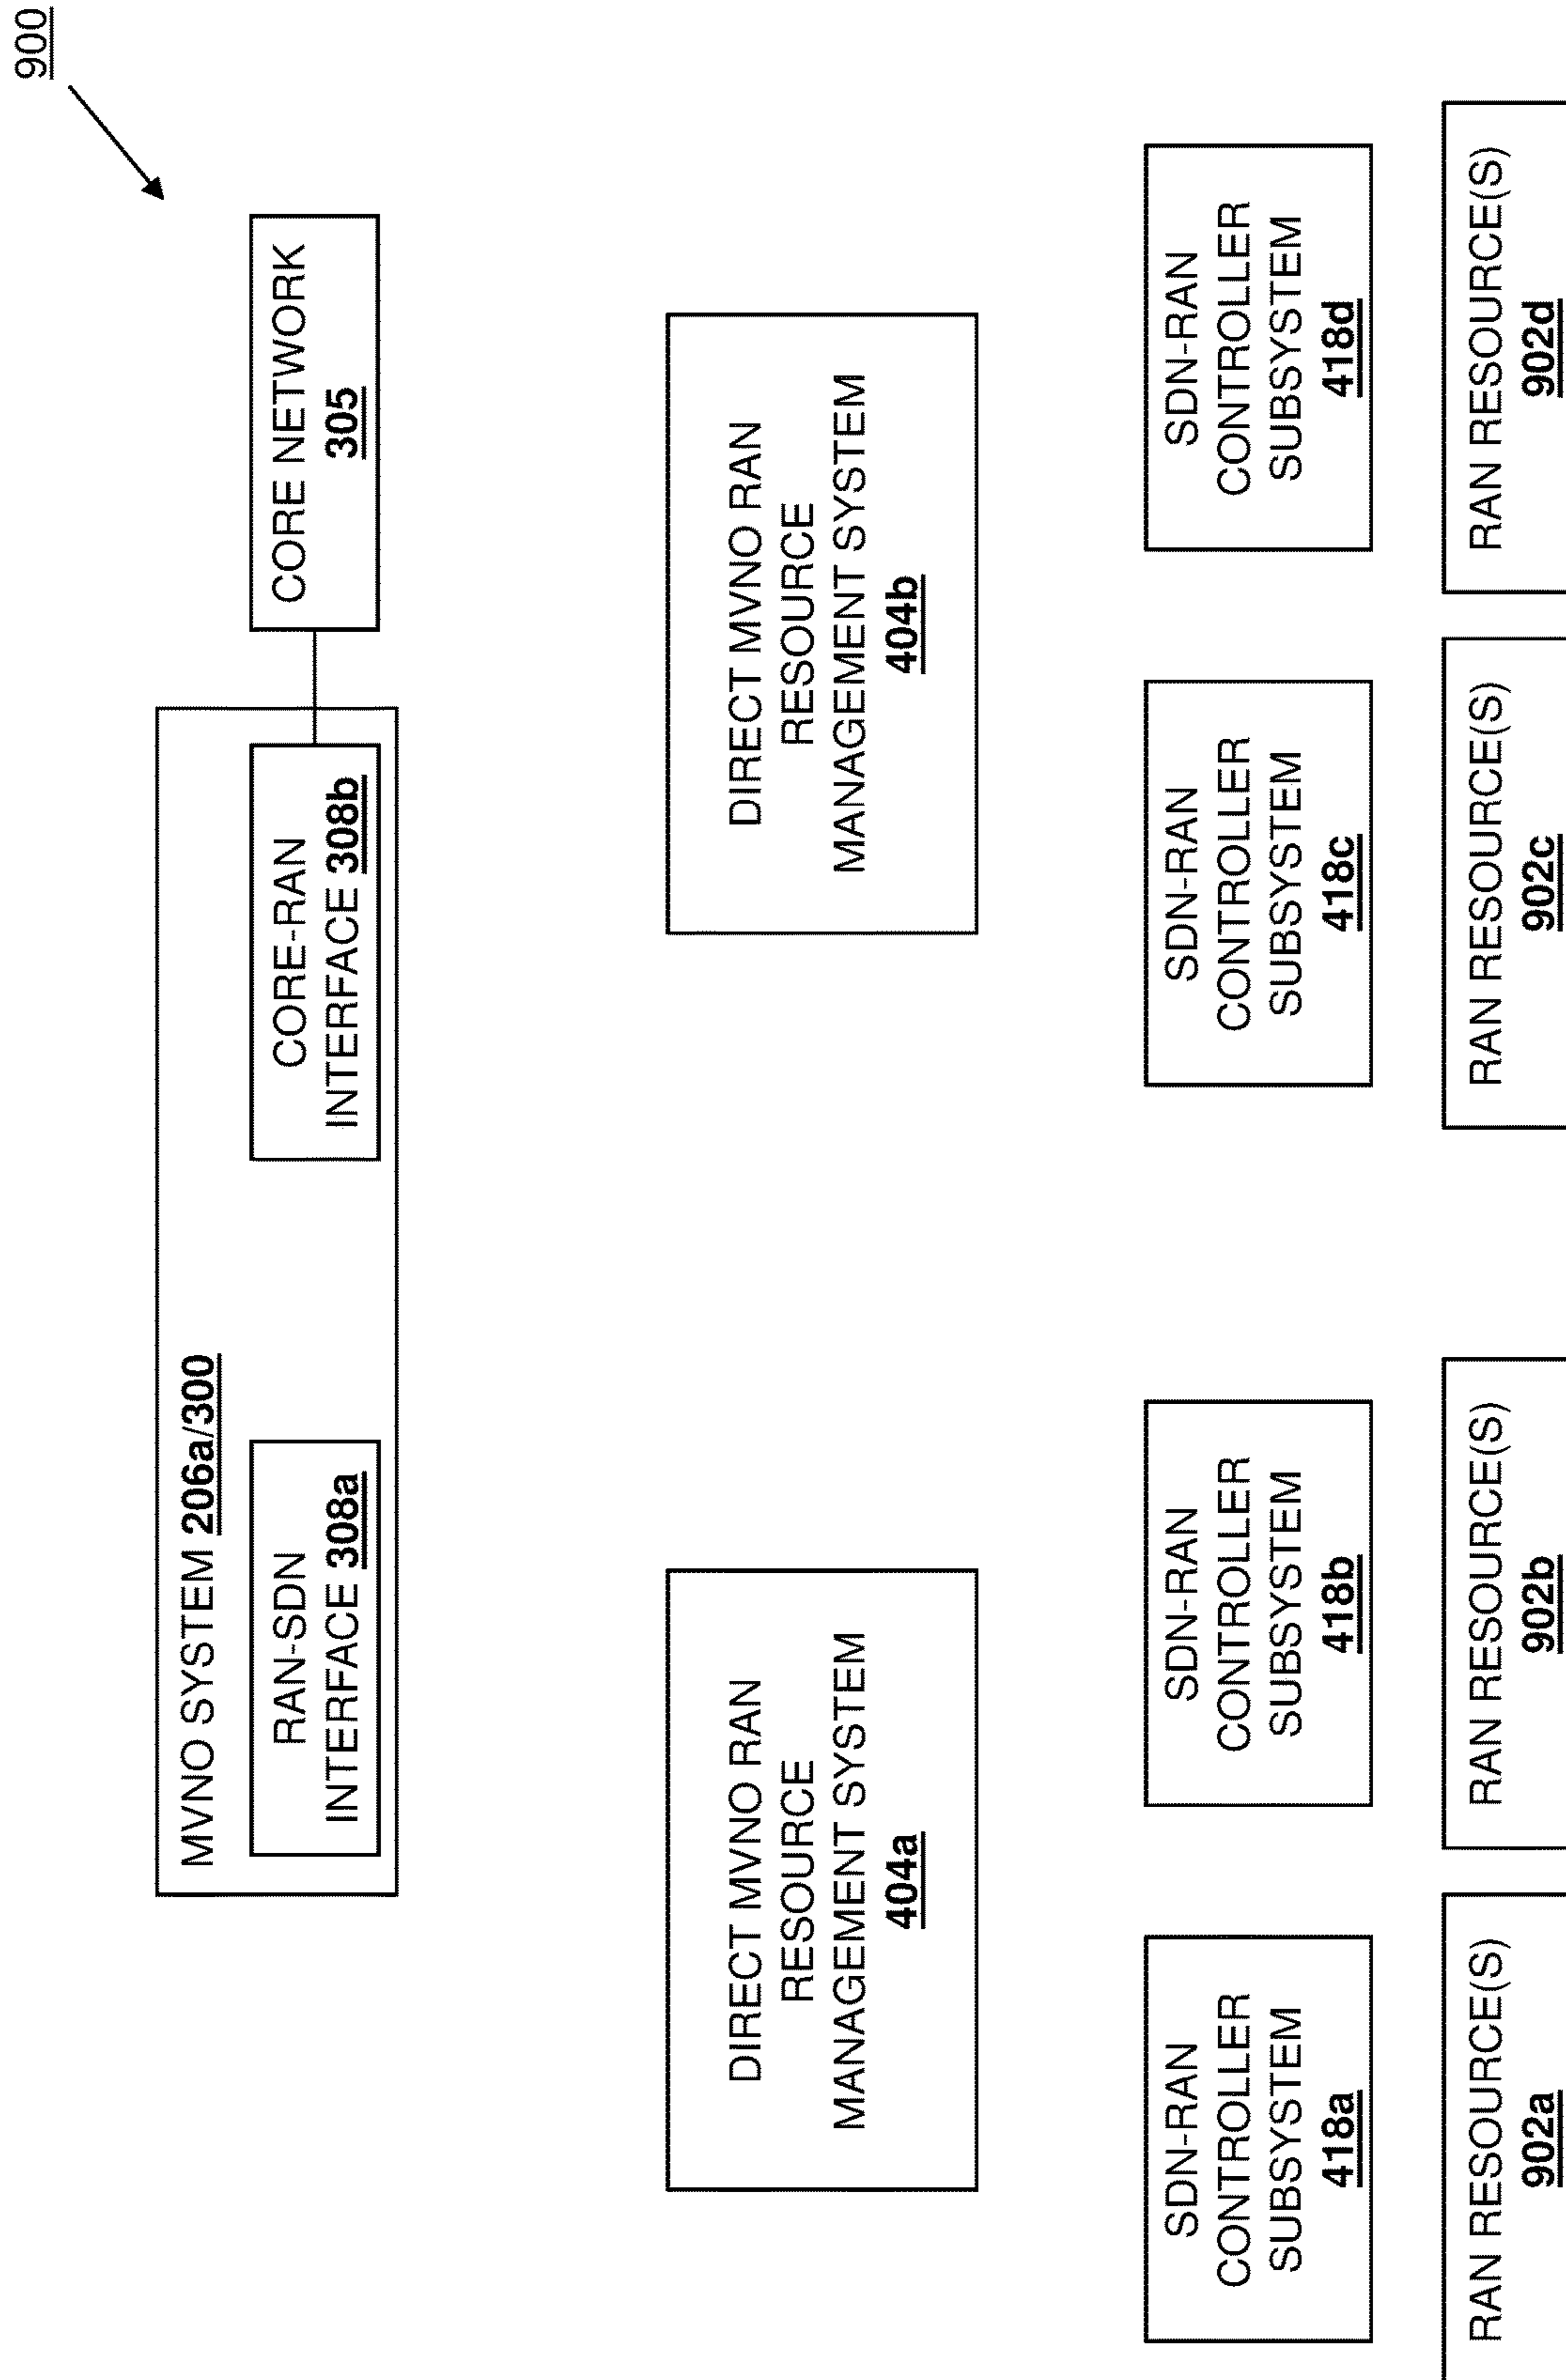 900
MVNO SYSTEM 206a/300
RAN-SDN
INTERFACE 308a
CORE-RAN
INTERFACE 308b
CORE NETWORK
305
DIRECT MVNO RAN
RESOURCE
MANAGEMENT SYSTEM
404a
DIRECT MVNO RAN
RESOURCE
MANAGEMENT SYSTEM
404b
SDN-RAN
CONTROLLER
SUBSYSTEM
418a
SDN-RAN
CONTROLLER
SUBSYSTEM
418b
SDN-RAN
CONTROLLER
SUBSYSTEM
418c
SDN-RAN
CONTROLLER
SUBSYSTEM
418d
RAN RESOURCE(S)
902a
RAN RESOURCE(S)
902b
RAN RESOURCE(S)
902c
RAN RESOURCE(S)
902d